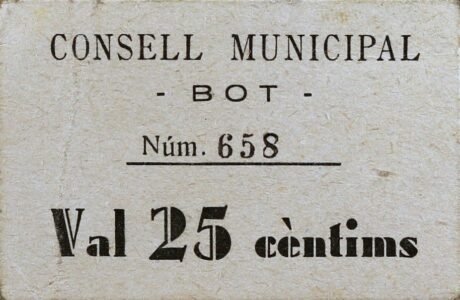 CONSELL MUNICIPAL
- BOT -
Núm. 658
Val 25 cèntims